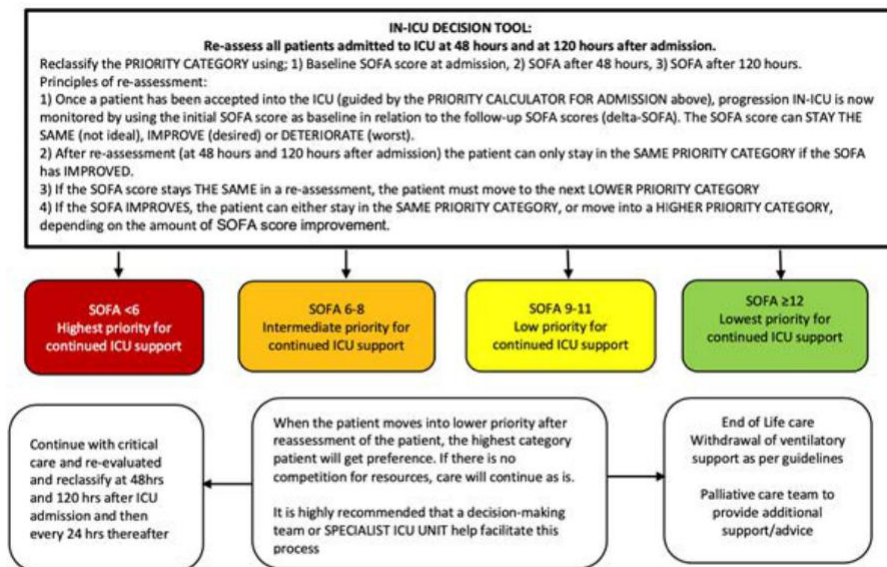 IN-ICU DECISION TOOL:
Re-assess all patients admitted to ICU at 48 hours and at 120 hours after admission.
Reclassify the PRIORITY CATEGORY using; 1) Baseline SOFA score at admission, 2) SOFA after 48 hours, 3) SOFA after 120 hours.
Principles of re-assessment:
1) Once a patient has been accepted into the ICU (guided by the PRIORITY CALCULATOR FOR ADMISSION above), progression IN-ICU is now
monitored by using the initial SOFA score as baseline in relation to the follow-up SOFA scores (delta-SOFA). The SOFA score can STAY THE
SAME (not ideal), IMPROVE (desired) or DETERIORATE (worst).
2) After re-assessment (at 48 hours and 120 hours after admission) the patient can only stay in the SAME PRIORITY CATEGORY if the SOFA
has IMPROVED.
3) If the SOFA score stays THE SAME in a re-assessment, the patient must move to the next LOWER PRIORITY CATEGORY
4) If the SOFA IMPROVES, the patient can either stay in the SAME PRIORITY CATEGORY, or move into a HIGHER PRIORITY CATEGORY,
depending on the amount of SOFA score improvement.
SOFA <6
Highest priority for
continued ICU support
SOFA 6-8
Intermediate priority for
continued ICU support
SOFA 9-11
Low priority for
continued ICU support
SOFA ≥12
Lowest priority for
continued ICU support
Continue with critical
care and re-evaluated
and reclassify at 48hrs
and 120 hrs after ICU
admission and then
every 24 hrs thereafter
When the patient moves into lower priority after
reassessment of the patient, the highest category
patient will get preference. If there is no
competition for resources, care will continue as is.
It is highly recommended that a decision-making
team or SPECIALIST ICU UNIT help facilitate this
process
End of Life care
Withdrawal of ventilatory
support as per guidelines
Palliative care team to
provide additional
support/advice